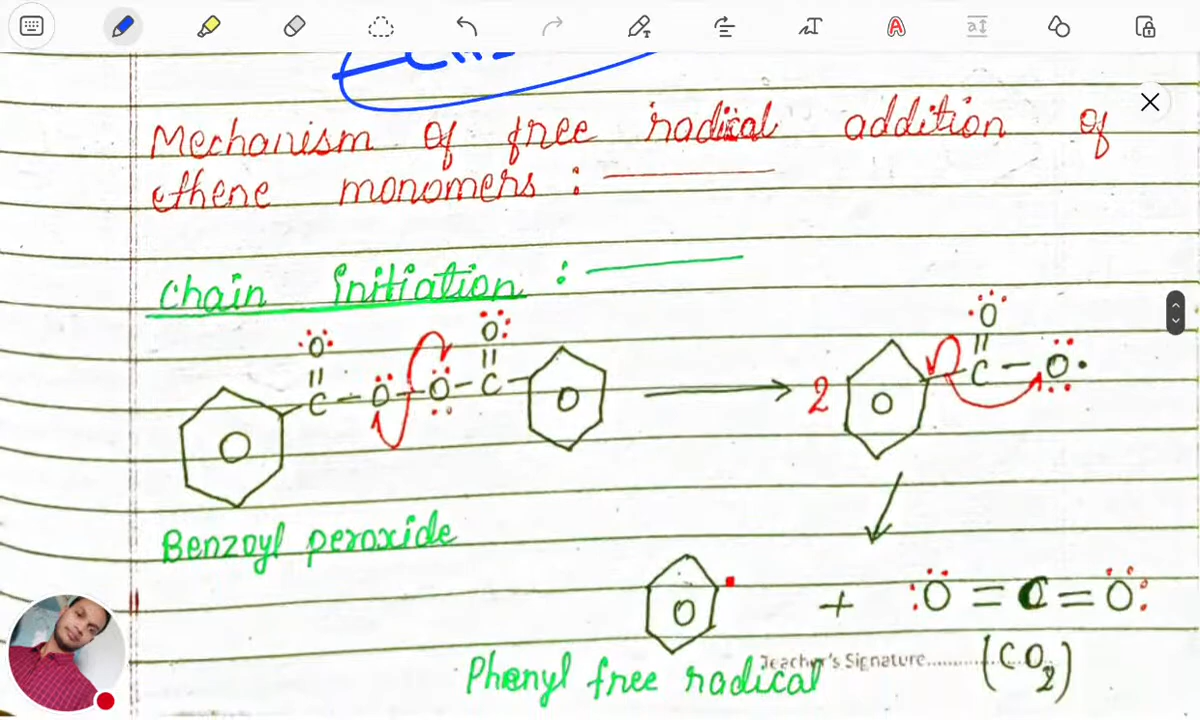 Mechanism of free radical addition of
ethene monomers :
Chain Initiation :
Benzoyl peroxide
2
Phenyl free radical
+
:O = C = O:
Teacher's Signature..................
(CO2)